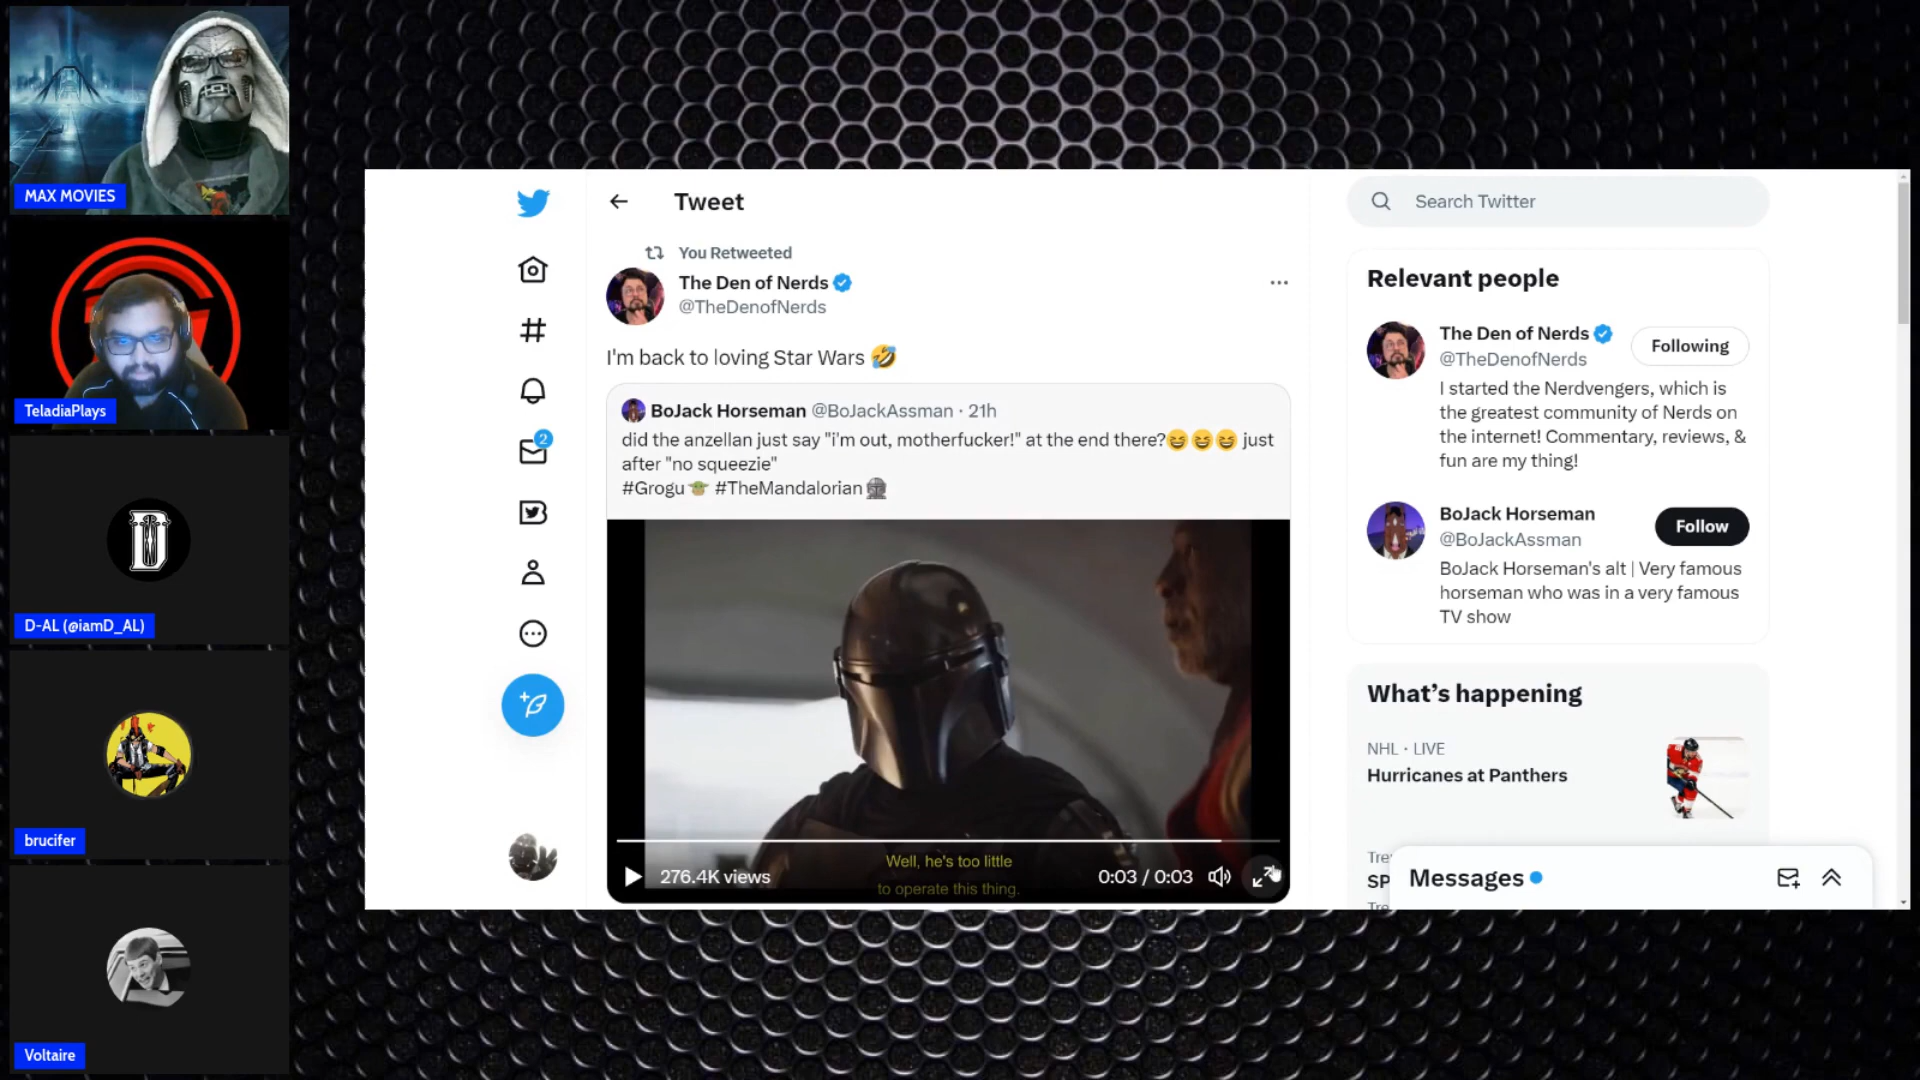 MAX MOVIES
TeladiaPlays
D-AL (@iamD_AL)
brucifer
Voltaire
Tweet
You Retweeted
The Den of Nerds
@TheDenofNerds
I'm back to loving Star Wars 🤣
BoJack Horseman @BoJackAssman · 21h
did the anzellan just say "i'm out, motherfucker!" at the end there?😆😆😆 just
after "no squeezie"
#Grogu #TheMandalorian
Well, he's too little
to operate this thing.
276.4K views
0:03 / 0:03
2
Search Twitter
Relevant people
The Den of Nerds
@TheDenofNerds
Following
I started the Nerdvengers, which is
the greatest community of Nerds on
the internet! Commentary, reviews, &
fun are my thing!
BoJack Horseman
@BoJackAssman
Follow
BoJack Horseman's alt | Very famous
horseman who was in a very famous
TV show
What's happening
NHL · LIVE
Hurricanes at Panthers
Messages